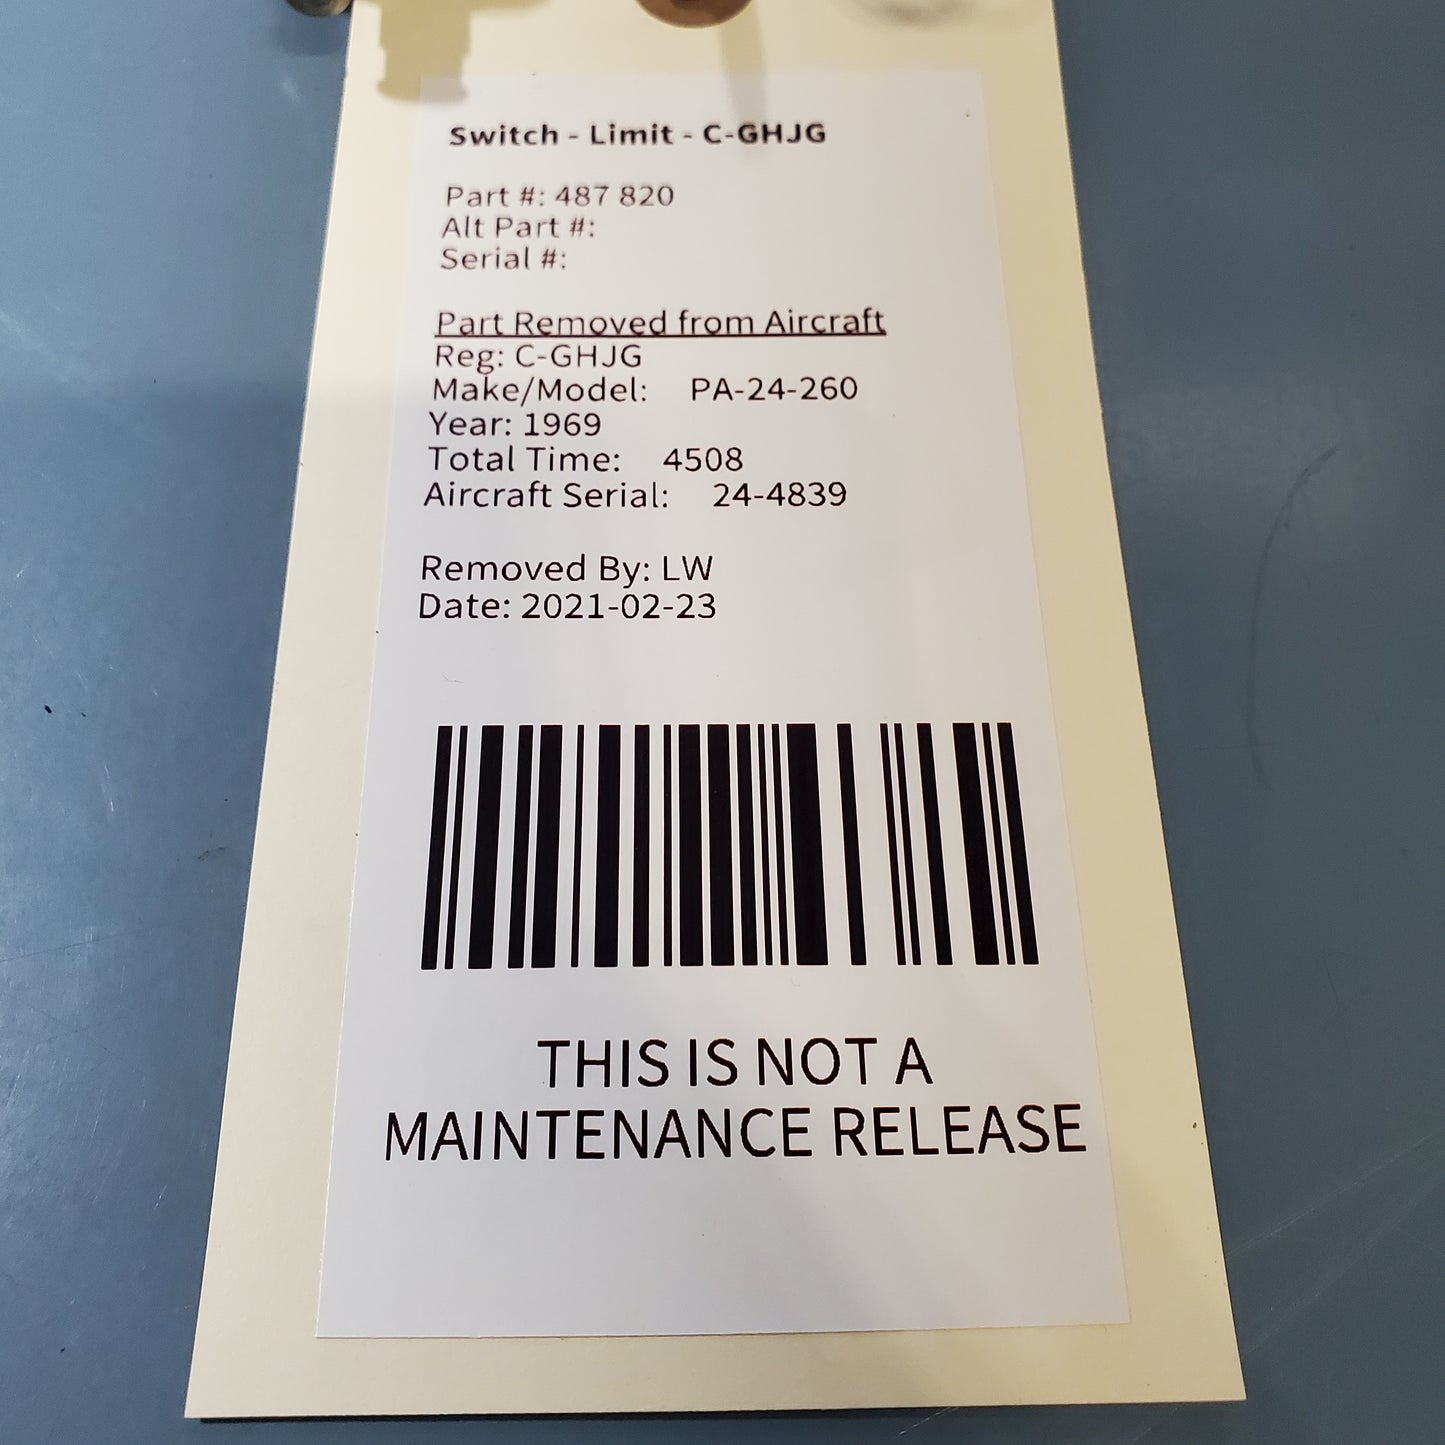 Switch - Limit - C-GHJG
Part #: 487 820
Alt Part #:
Serial #:
Part Removed from Aircraft
Reg: C-GHJG
Make/Model: PA-24-260
Year: 1969
Total Time: 4508
Aircraft Serial: 24-4839
Removed By: LW
Date: 2021-02-23
THIS IS NOT A
MAINTENANCE RELEASE